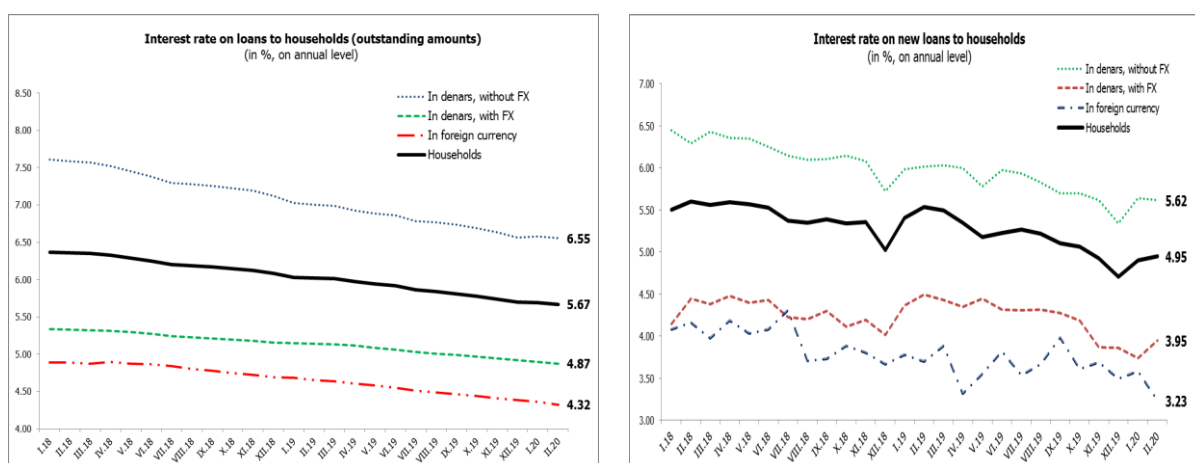 Interest rate on loans to households (outstanding amounts)
(in %, on annual level)
In denars, without FX
In denars, with FX
In foreign currency
Households
8.50
8.00
7.50
7.00
6.50
6.00
5.50
5.00
4.50
4.00
6.55
5.67
4.87
4.32
I.18
II.18
III.18
IV.18
V.18
VI.18
VII.18
VIII.18
IX.18
X.18
XI.18
XII.18
I.19
II.19
III.19
IV.19
V.19
VI.19
VII.19
VIII.19
IX.19
X.19
XI.19
XII.19
I.20
II.20
Interest rate on new loans to households
(in %, on annual level)
In denars, without FX
In denars, with FX
In foreign currency
Households
7.00
6.50
6.00
5.50
5.00
4.50
4.00
3.50
3.00
5.62
4.95
3.95
3.23
I.18
II.18
III.18
IV.18
V.18
VI.18
VII.18
VIII.18
IX.18
X.18
XI.18
XII.18
I.19
II.19
III.19
IV.19
V.19
VI.19
VII.19
VIII.19
IX.19
X.19
XI.19
XII.19
I.20
II.20